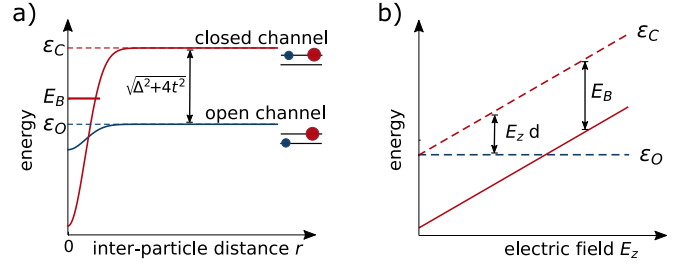 a)
closed channel
ε_C
√Δ²+4t²
E_B
open channel
ε_O
energy
0
inter-particle distance r
b)
ε_C
E_B
E_z d
ε_O
energy
electric field E_z